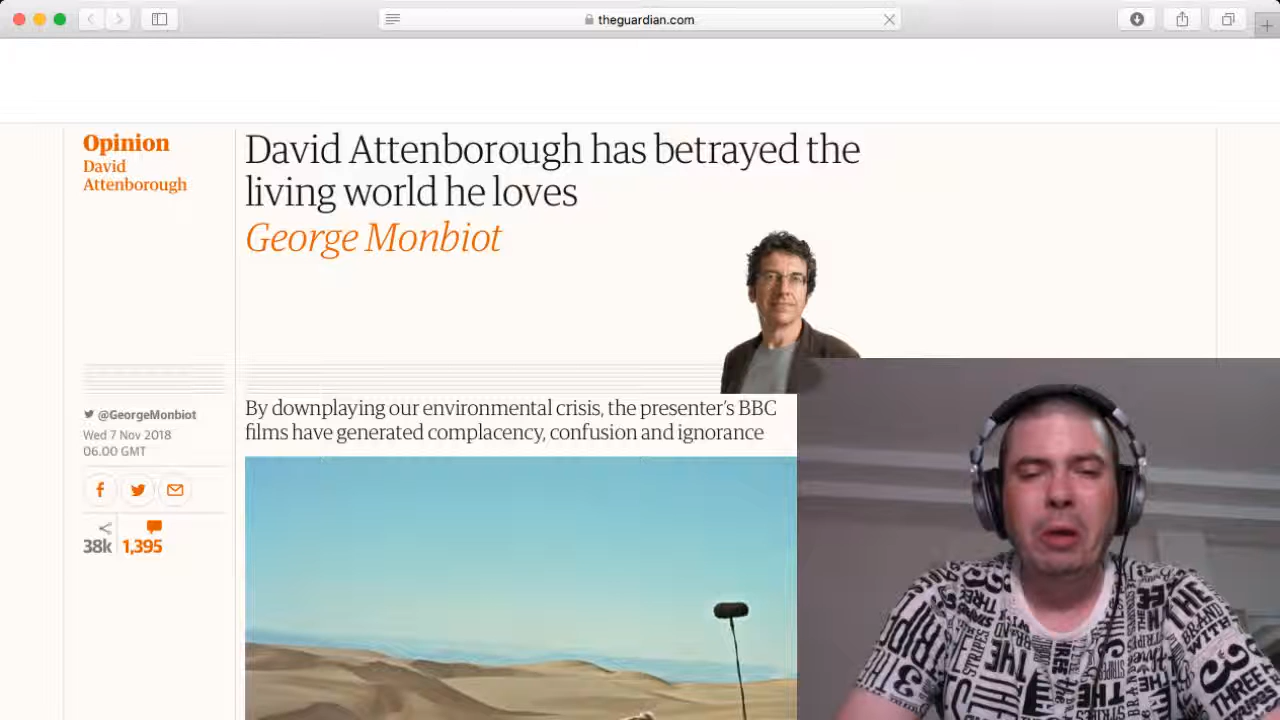 theguardian.com
Opinion
David
Attenborough
David Attenborough has betrayed the
living world he loves
George Monbiot
@GeorgeMonbiot
Wed 7 Nov 2018
06.00 GMT
38k 1,395
By downplaying our environmental crisis, the presenter's BBC
films have generated complacency, confusion and ignorance